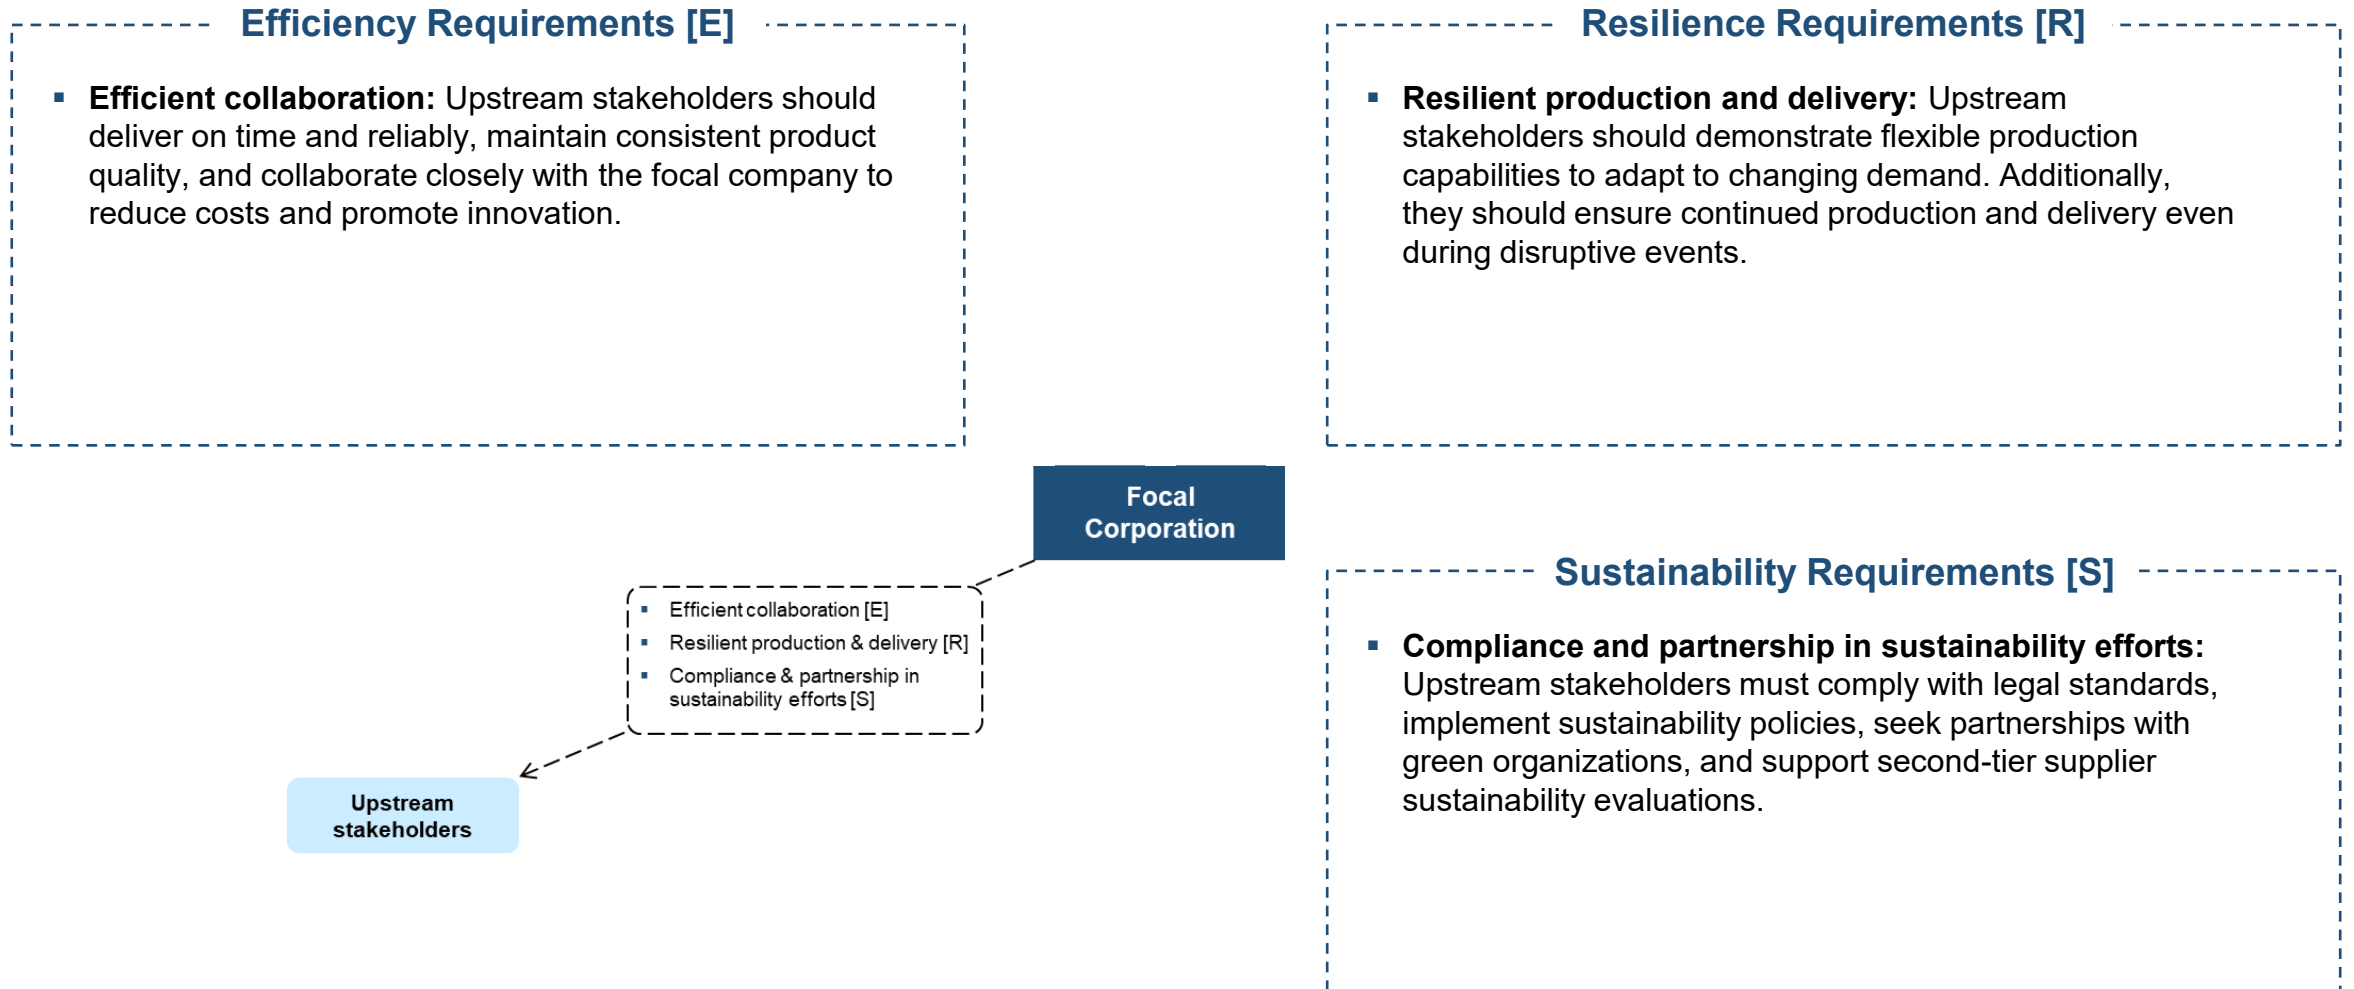 Efficiency Requirements [E]
▪ Efficient collaboration: Upstream stakeholders should
deliver on time and reliably, maintain consistent product
quality, and collaborate closely with the focal company to
reduce costs and promote innovation.
Resilience Requirements [R]
▪ Resilient production and delivery: Upstream
stakeholders should demonstrate flexible production
capabilities to adapt to changing demand. Additionally,
they should ensure continued production and delivery even
during disruptive events.
Focal
Corporation
▪ Efficient collaboration [E]
▪ Resilient production & delivery [R]
▪ Compliance & partnership in
sustainability efforts [S]
Upstream
stakeholders
Sustainability Requirements [S]
▪ Compliance and partnership in sustainability efforts:
Upstream stakeholders must comply with legal standards,
implement sustainability policies, seek partnerships with
green organizations, and support second-tier supplier
sustainability evaluations.